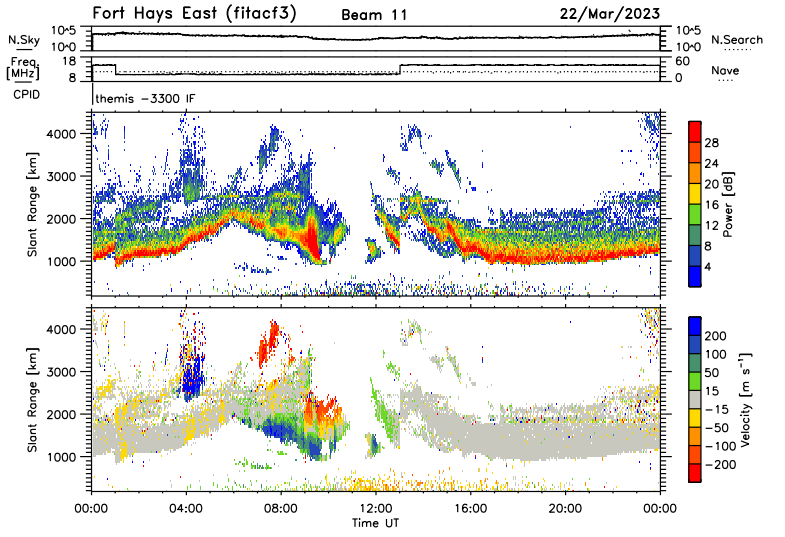 Fort Hays East (fitacf3) Beam 11 22/Mar/2023
N.Sky 10^5 10^0 10^5 10^0 N.Search
Freq. [MHz] 18 8 60 0 Nave
CPID themis -3300 IF
Slant Range [km]
4000
3000
2000
1000
28
24
20
16
12
8
4
Power [dB]
Slant Range [km]
4000
3000
2000
1000
200
100
50
15
-15
-50
-100
-200
Velocity [m s⁻¹]
00:00 04:00 08:00 12:00 16:00 20:00 00:00
Time UT